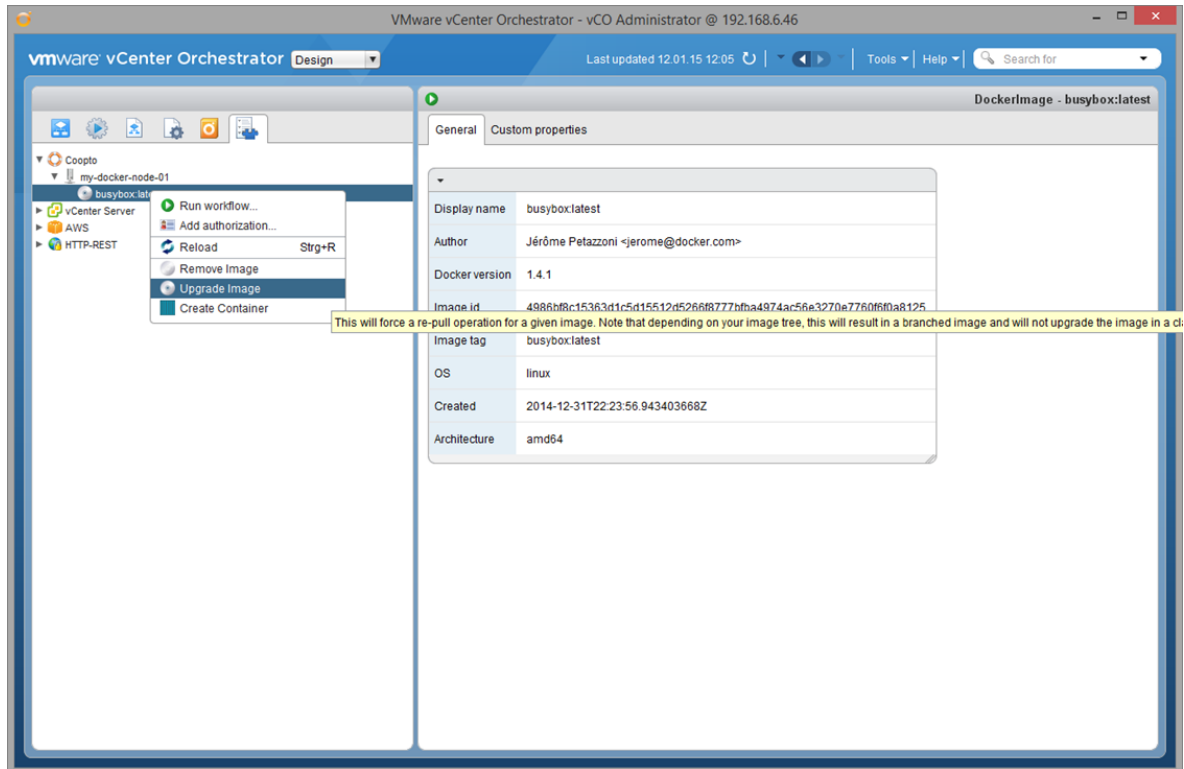 VMware vCenter Orchestrator - vCO Administrator @ 192.168.6.46
vmware vCenter Orchestrator Design Last updated 12.01.15 12:05 Tools Help Search for
DockerImage - busybox:latest
General Custom properties
Coopto
my-docker-node-01
busybox:late
vCenter Server
AWS
HTTP-REST
Run workflow...
Add authorization...
Reload Strg+R
Remove Image
Upgrade Image
Create Container
This will force a re-pull operation for a given image. Note that depending on your image tree, this will result in a branched image and will not upgrade the image in a cla
Display name busybox:latest
Author Jérôme Petazzoni <jerome@docker.com>
Docker version 1.4.1
Image id 4986bf8c15363d1c5d15512d5266f8777bfba4974ac56e3270e7760f6f0a8125
Image tag busybox:latest
OS linux
Created 2014-12-31T22:23:56.943403668Z
Architecture amd64